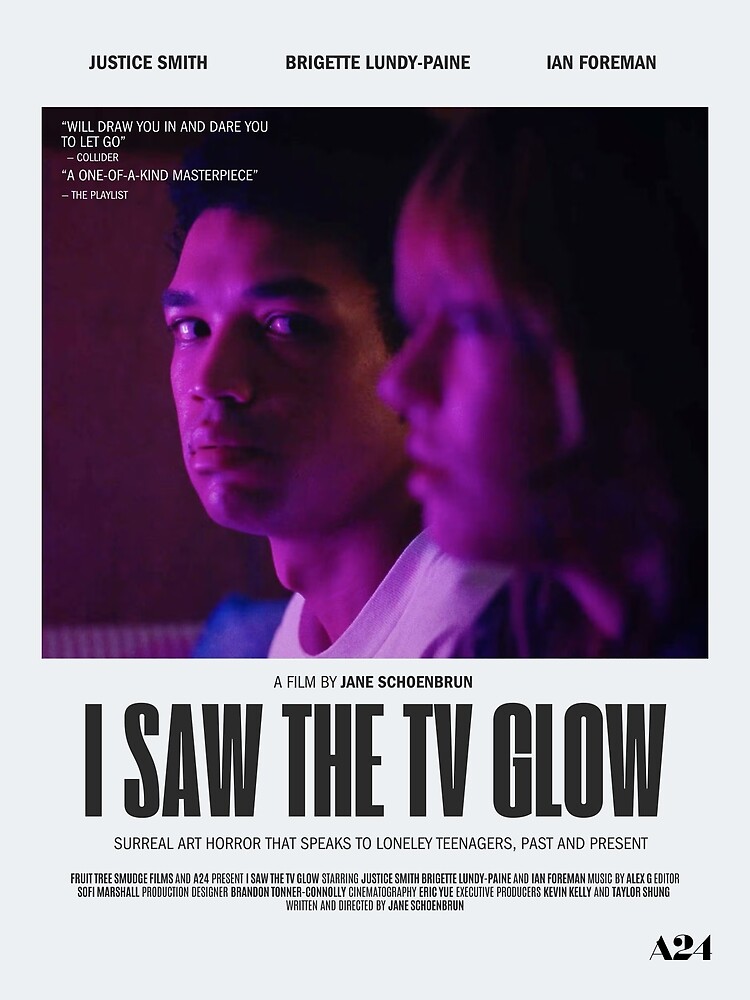 JUSTICE SMITH BRIGETTE LUNDY-PAINE IAN FOREMAN
“WILL DRAW YOU IN AND DARE YOU
TO LET GO”
– COLLIDER
“A ONE-OF-A-KIND MASTERPIECE”
– THE PLAYLIST
A FILM BY JANE SCHOENBRUN
I SAW THE TV GLOW
SURREAL ART HORROR THAT SPEAKS TO LONELEY TEENAGERS, PAST AND PRESENT
FRUIT TREE SMUDGE FILMS AND A24 PRESENT I SAW THE TV GLOW STARRING JUSTICE SMITH BRIGETTE LUNDY-PAINE AND IAN FOREMAN MUSIC BY ALEX G EDITOR
SOFI MARSHALL PRODUCTION DESIGNER BRANDON TONNER-CONNOLLY CINEMATOGRAPHY ERIC YUE EXECUTIVE PRODUCERS KEVIN KELLY AND TAYLOR SHUNG
WRITTEN AND DIRECTED BY JANE SCHOENBRUN
A24